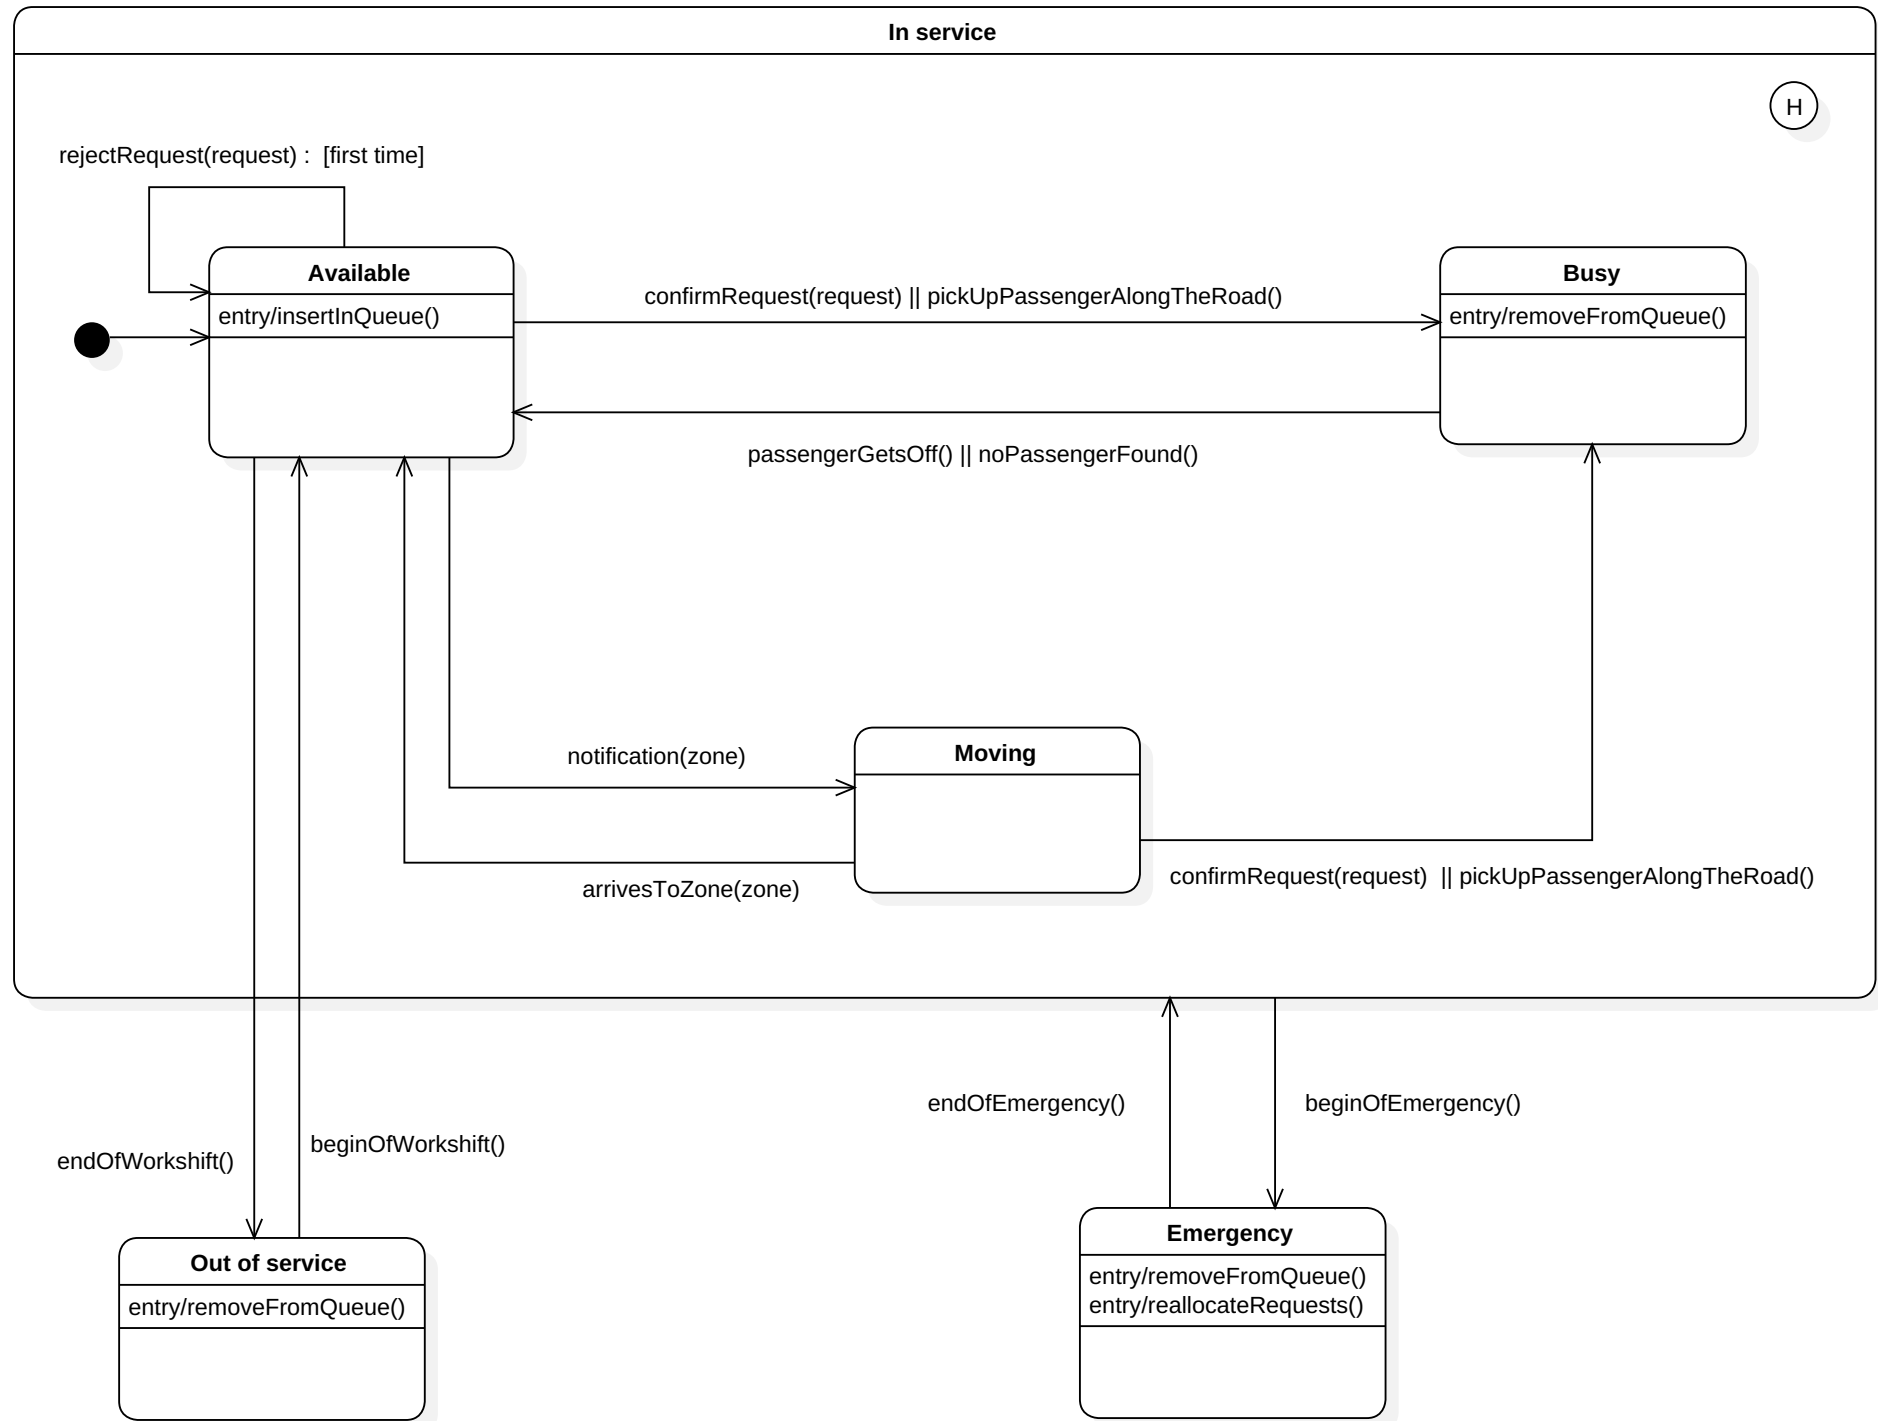 In service
H
rejectRequest(request) :  [first time]
Available
entry/insertInQueue()
confirmRequest(request) || pickUpPassengerAlongTheRoad()
Busy
entry/removeFromQueue()
passengerGetsOff() || noPassengerFound()
notification(zone)
Moving
arrivesToZone(zone)
confirmRequest(request)  || pickUpPassengerAlongTheRoad()
endOfEmergency()
beginOfEmergency()
beginOfWorkshift()
endOfWorkshift()
Out of service
entry/removeFromQueue()
Emergency
entry/removeFromQueue()
entry/reallocateRequests()